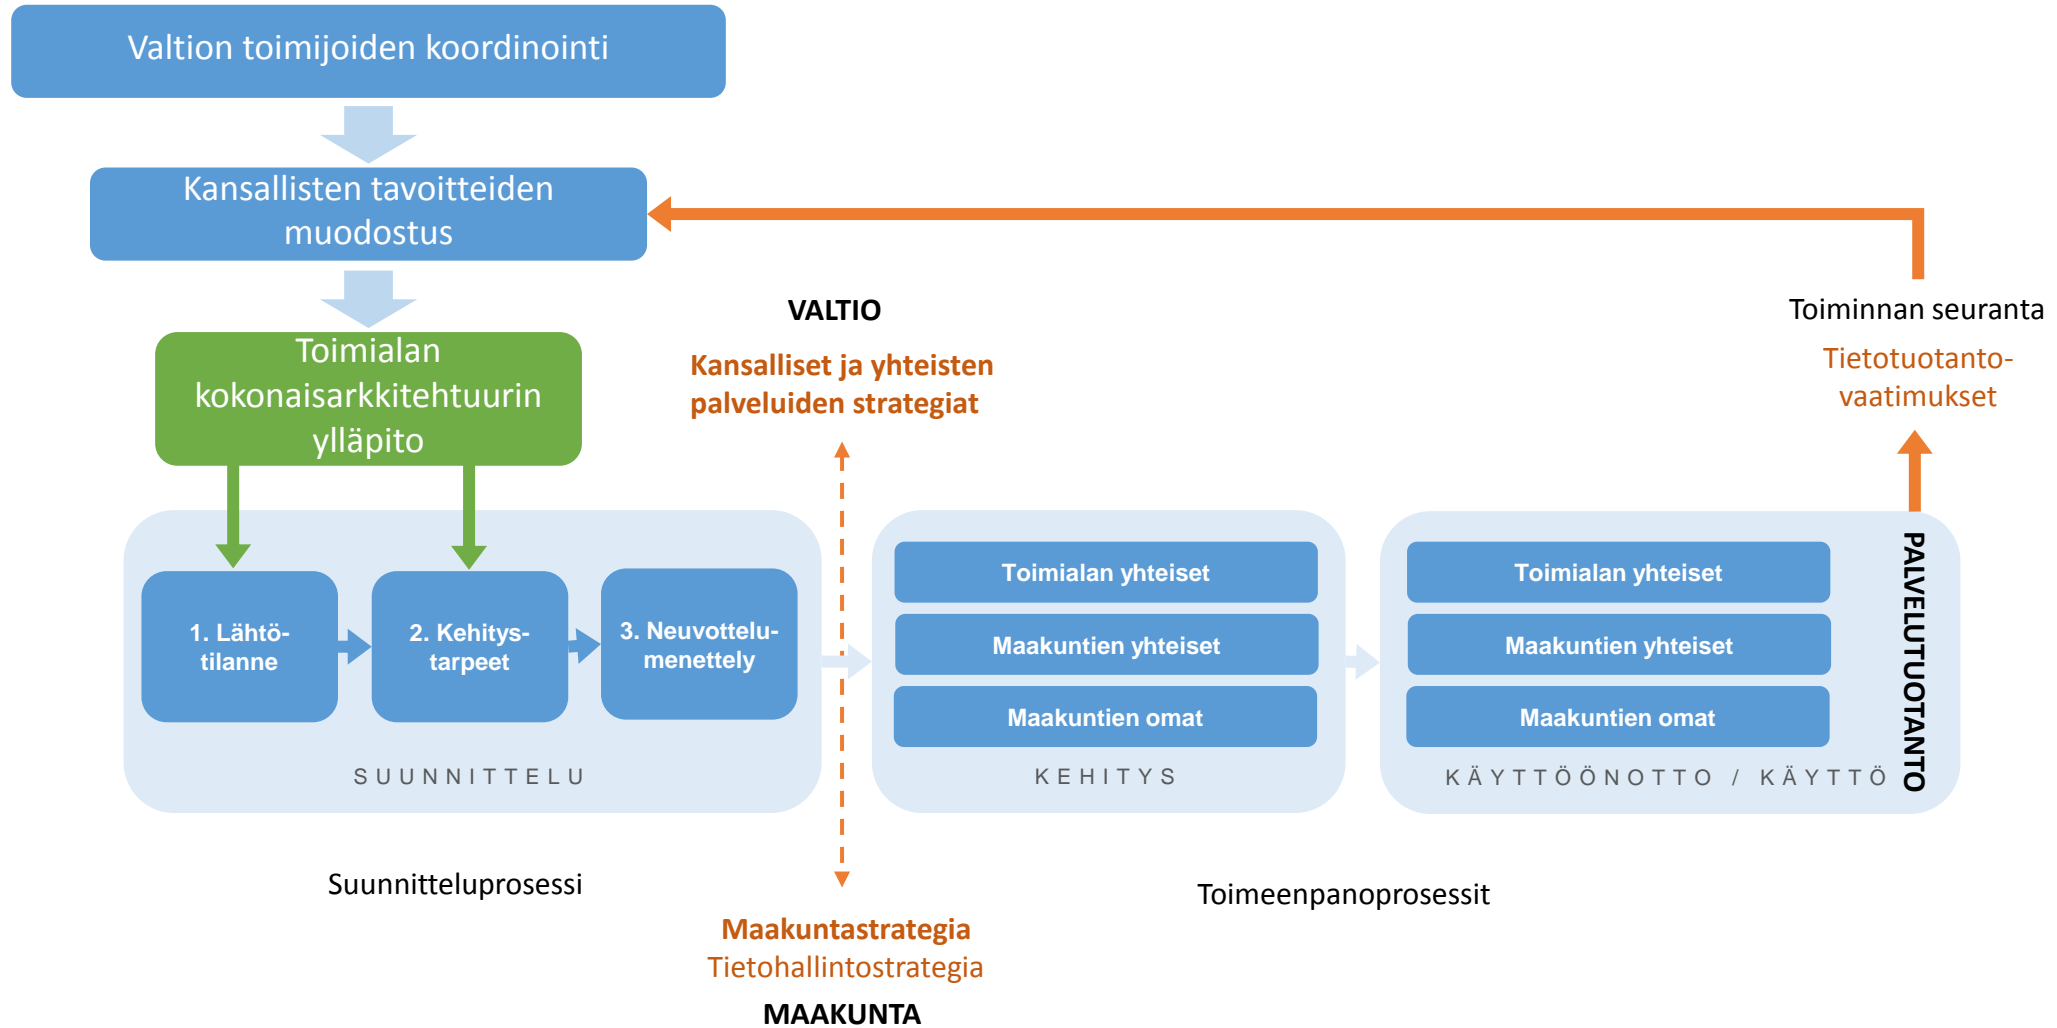 Valtion toimijoiden koordinointi
Kansallisten tavoitteiden
muodostus
Toimialan
kokonaisarkkitehtuurin
ylläpito
VALTIO
Kansalliset ja yhteisten
palveluiden strategiat
Toiminnan seuranta
Tietotuotanto-
vaatimukset
1. Lähtö-
tilanne
2. Kehitys-
tarpeet
3. Neuvottelu-
menettely
SUUNNITTELU
Toimialan yhteiset
Maakuntien yhteiset
Maakuntien omat
KEHITYS
Toimialan yhteiset
Maakuntien yhteiset
Maakuntien omat
KÄYTTÖÖNOTTO / KÄYTTÖ
PALVELUTUOTANTO
Suunnitteluprosessi
Toimeenpanoprosessit
Maakuntastrategia
Tietohallintostrategia
MAAKUNTA